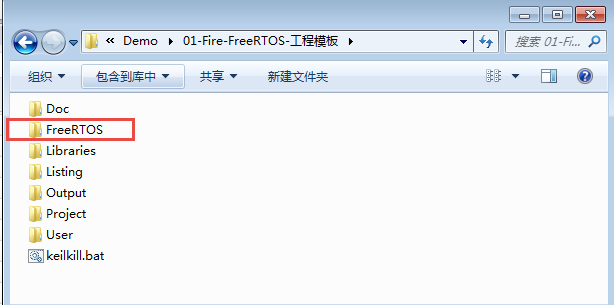 « Demo ▸ 01-Fire-FreeRTOS-工程模板 ▸
搜索 01-Fi...
组织 包含到库中 共享 新建文件夹
Doc
FreeRTOS
Libraries
Listing
Output
Project
User
keilkill.bat